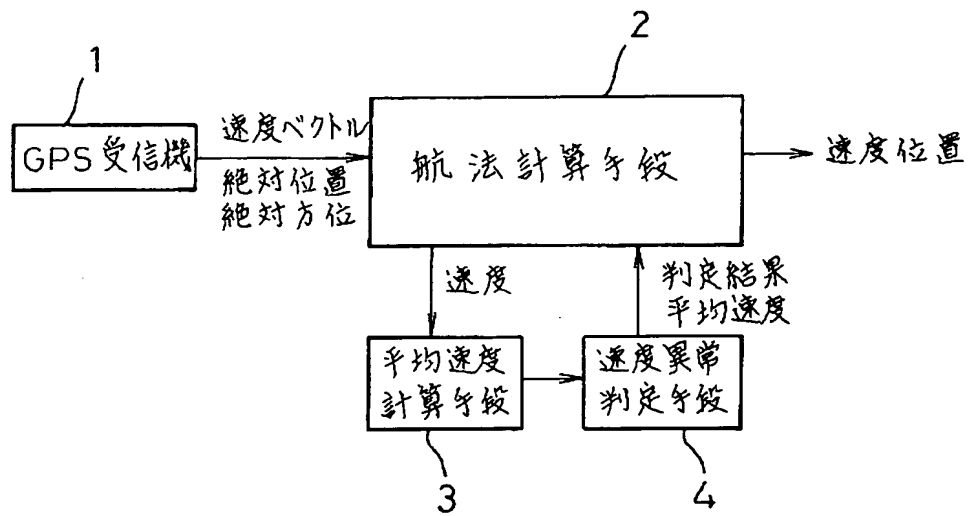 2
1
GPS受信機
速度ベクトル
絶対位置
絶対方位
航法計算手段
速度位置
速度
判定結果
平均速度
平均速度
計算手段
速度異常
判定手段
3
4